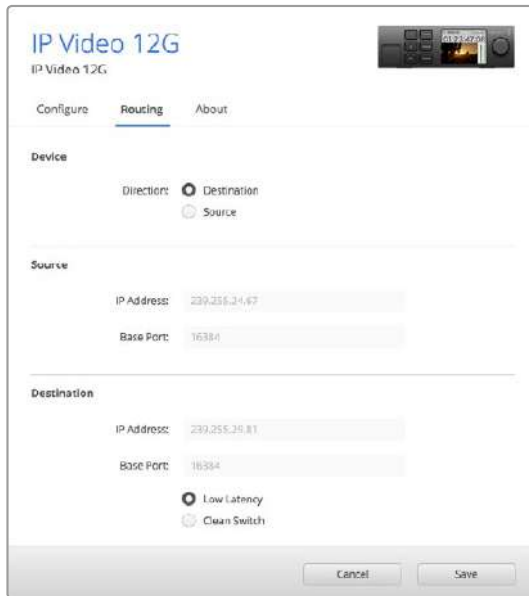 IP Video 12G
IP Video 12G
Configure Routing About
Device
Direction: Destination
Source
Source
IP Address: 239.255.24.67
Base Port: 16384
Destination
IP Address: 239.255.29.81
Base Port: 16384
Low Latency
Clean Switch
Cancel Save